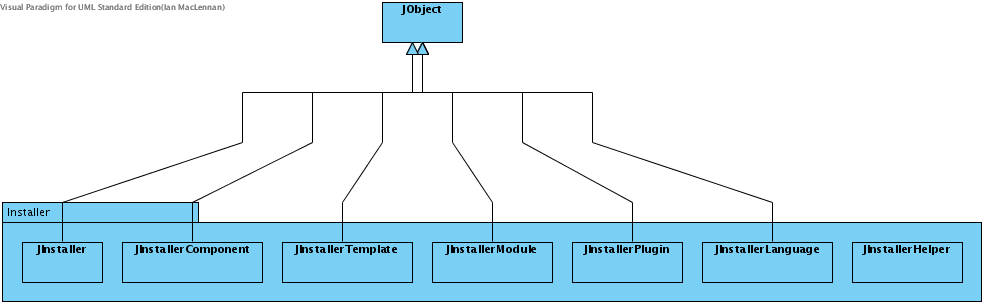 Visual Paradigm for UML Standard Edition(Ian MacLennan)
JObject
Installer
JInstaller
JInstallerComponent
JInstallerTemplate
JInstallerModule
JInstallerPlugin
JInstallerLanguage
JInstallerHelper